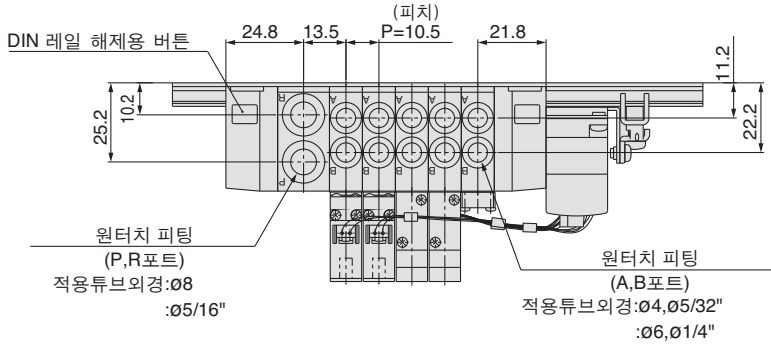 (피치)
24.8
13.5
P=10.5
21.8
DIN 레일 해제용 버튼
11.2
10.2
25.2
22.2
R
A
A
A
A
A
P
B
B
B
B
B
원터치 피팅
(P,R포트)
적용튜브외경:Ø8
:Ø5/16"
원터치 피팅
(A,B포트)
적용튜브외경:Ø4,Ø5/32"
:Ø6,Ø1/4"